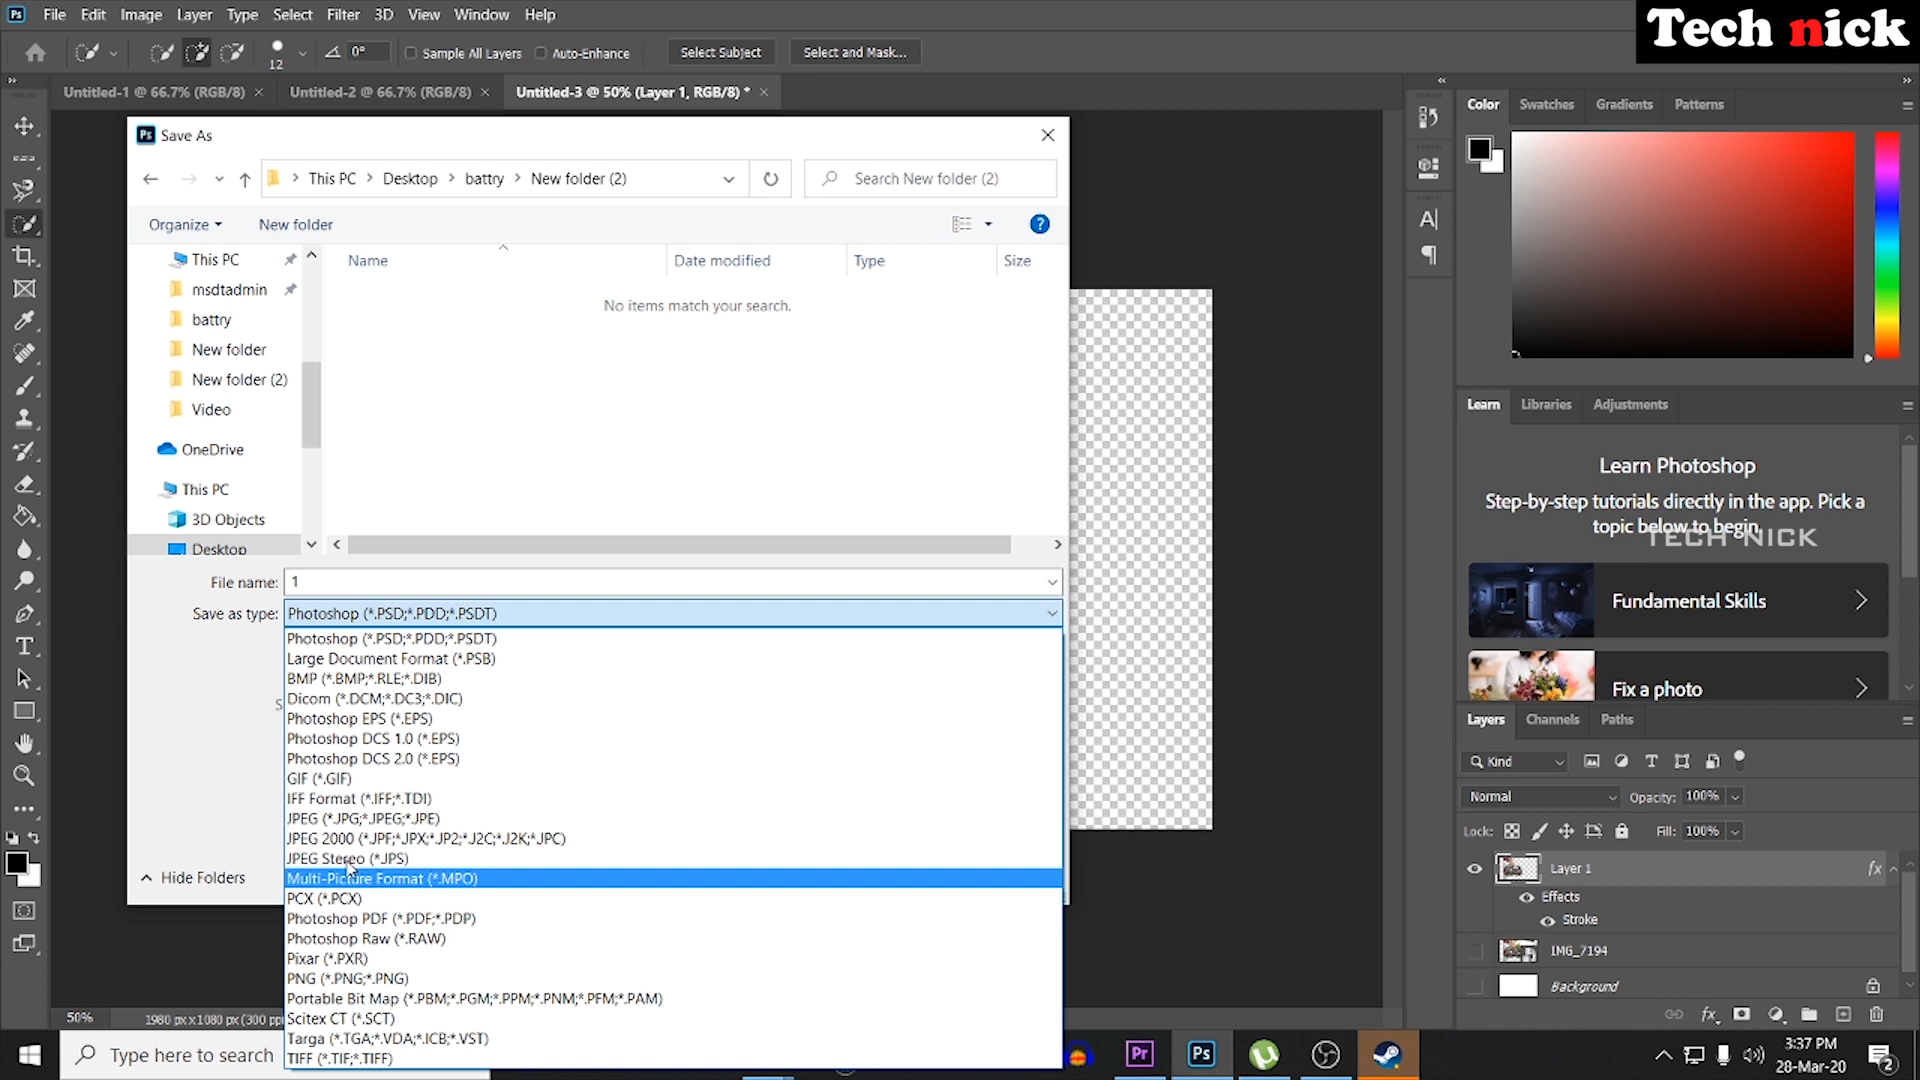 File Edit Image Layer Type Select Filter 3D View Window Help
Tech nick
12
0°
Sample All Layers
Auto-Enhance
Select Subject
Select and Mask...
Untitled-1 @ 66.7% (RGB/8) ×
Untitled-2 @ 66.7% (RGB/8) ×
Untitled-3 @ 50% (Layer 1, RGB/8) * ×
Ps Save As
This PC > Desktop > battry > New folder (2)
Search New folder (2)
Organize
New folder
This PC
msdtadmin
battry
New folder
New folder (2)
Video
OneDrive
This PC
3D Objects
Desktop
Name
Date modified
Type
Size
No items match your search.
File name: 1
Save as type: Photoshop (*.PSD;*.PDD;*.PSDT)
Photoshop (*.PSD;*.PDD;*.PSDT)
Large Document Format (*.PSB)
BMP (*.BMP;*.RLE;*.DIB)
Dicom (*.DCM;*.DC3;*.DIC)
Photoshop EPS (*.EPS)
Photoshop DCS 1.0 (*.EPS)
Photoshop DCS 2.0 (*.EPS)
GIF (*.GIF)
IFF Format (*.IFF;*.TDI)
JPEG (*.JPG;*.JPEG;*.JPE)
JPEG 2000 (*.JPF;*.JPX;*.JP2;*.J2C;*.J2K;*.JPC)
JPEG Stereo (*.JPS)
Multi-Picture Format (*.MPO)
PCX (*.PCX)
Photoshop PDF (*.PDF;*.PDP)
Photoshop Raw (*.RAW)
Pixar (*.PXR)
PNG (*.PNG;*.PNG)
Portable Bit Map (*.PBM;*.PGM;*.PPM;*.PNM;*.PFM;*.PAM)
Scitex CT (*.SCT)
Targa (*.TGA;*.VDA;*.ICB;*.VST)
TIFF (*.TIF;*.TIFF)
Hide Folders
Color Swatches Gradients Patterns
Learn Libraries Adjustments
Learn Photoshop
Step-by-step tutorials directly in the app. Pick a
topic below to begin.
TECH NICK
Fundamental Skills
Fix a photo
Layers Channels Paths
Kind
Normal
Opacity: 100%
Lock:
Fill: 100%
Layer 1
fx
Effects
Stroke
IMG_7194
Background
fx
50%
1980 px x 1080 px (300 pp
Type here to search
Pr
Ps
3:37 PM
28-Mar-20
2